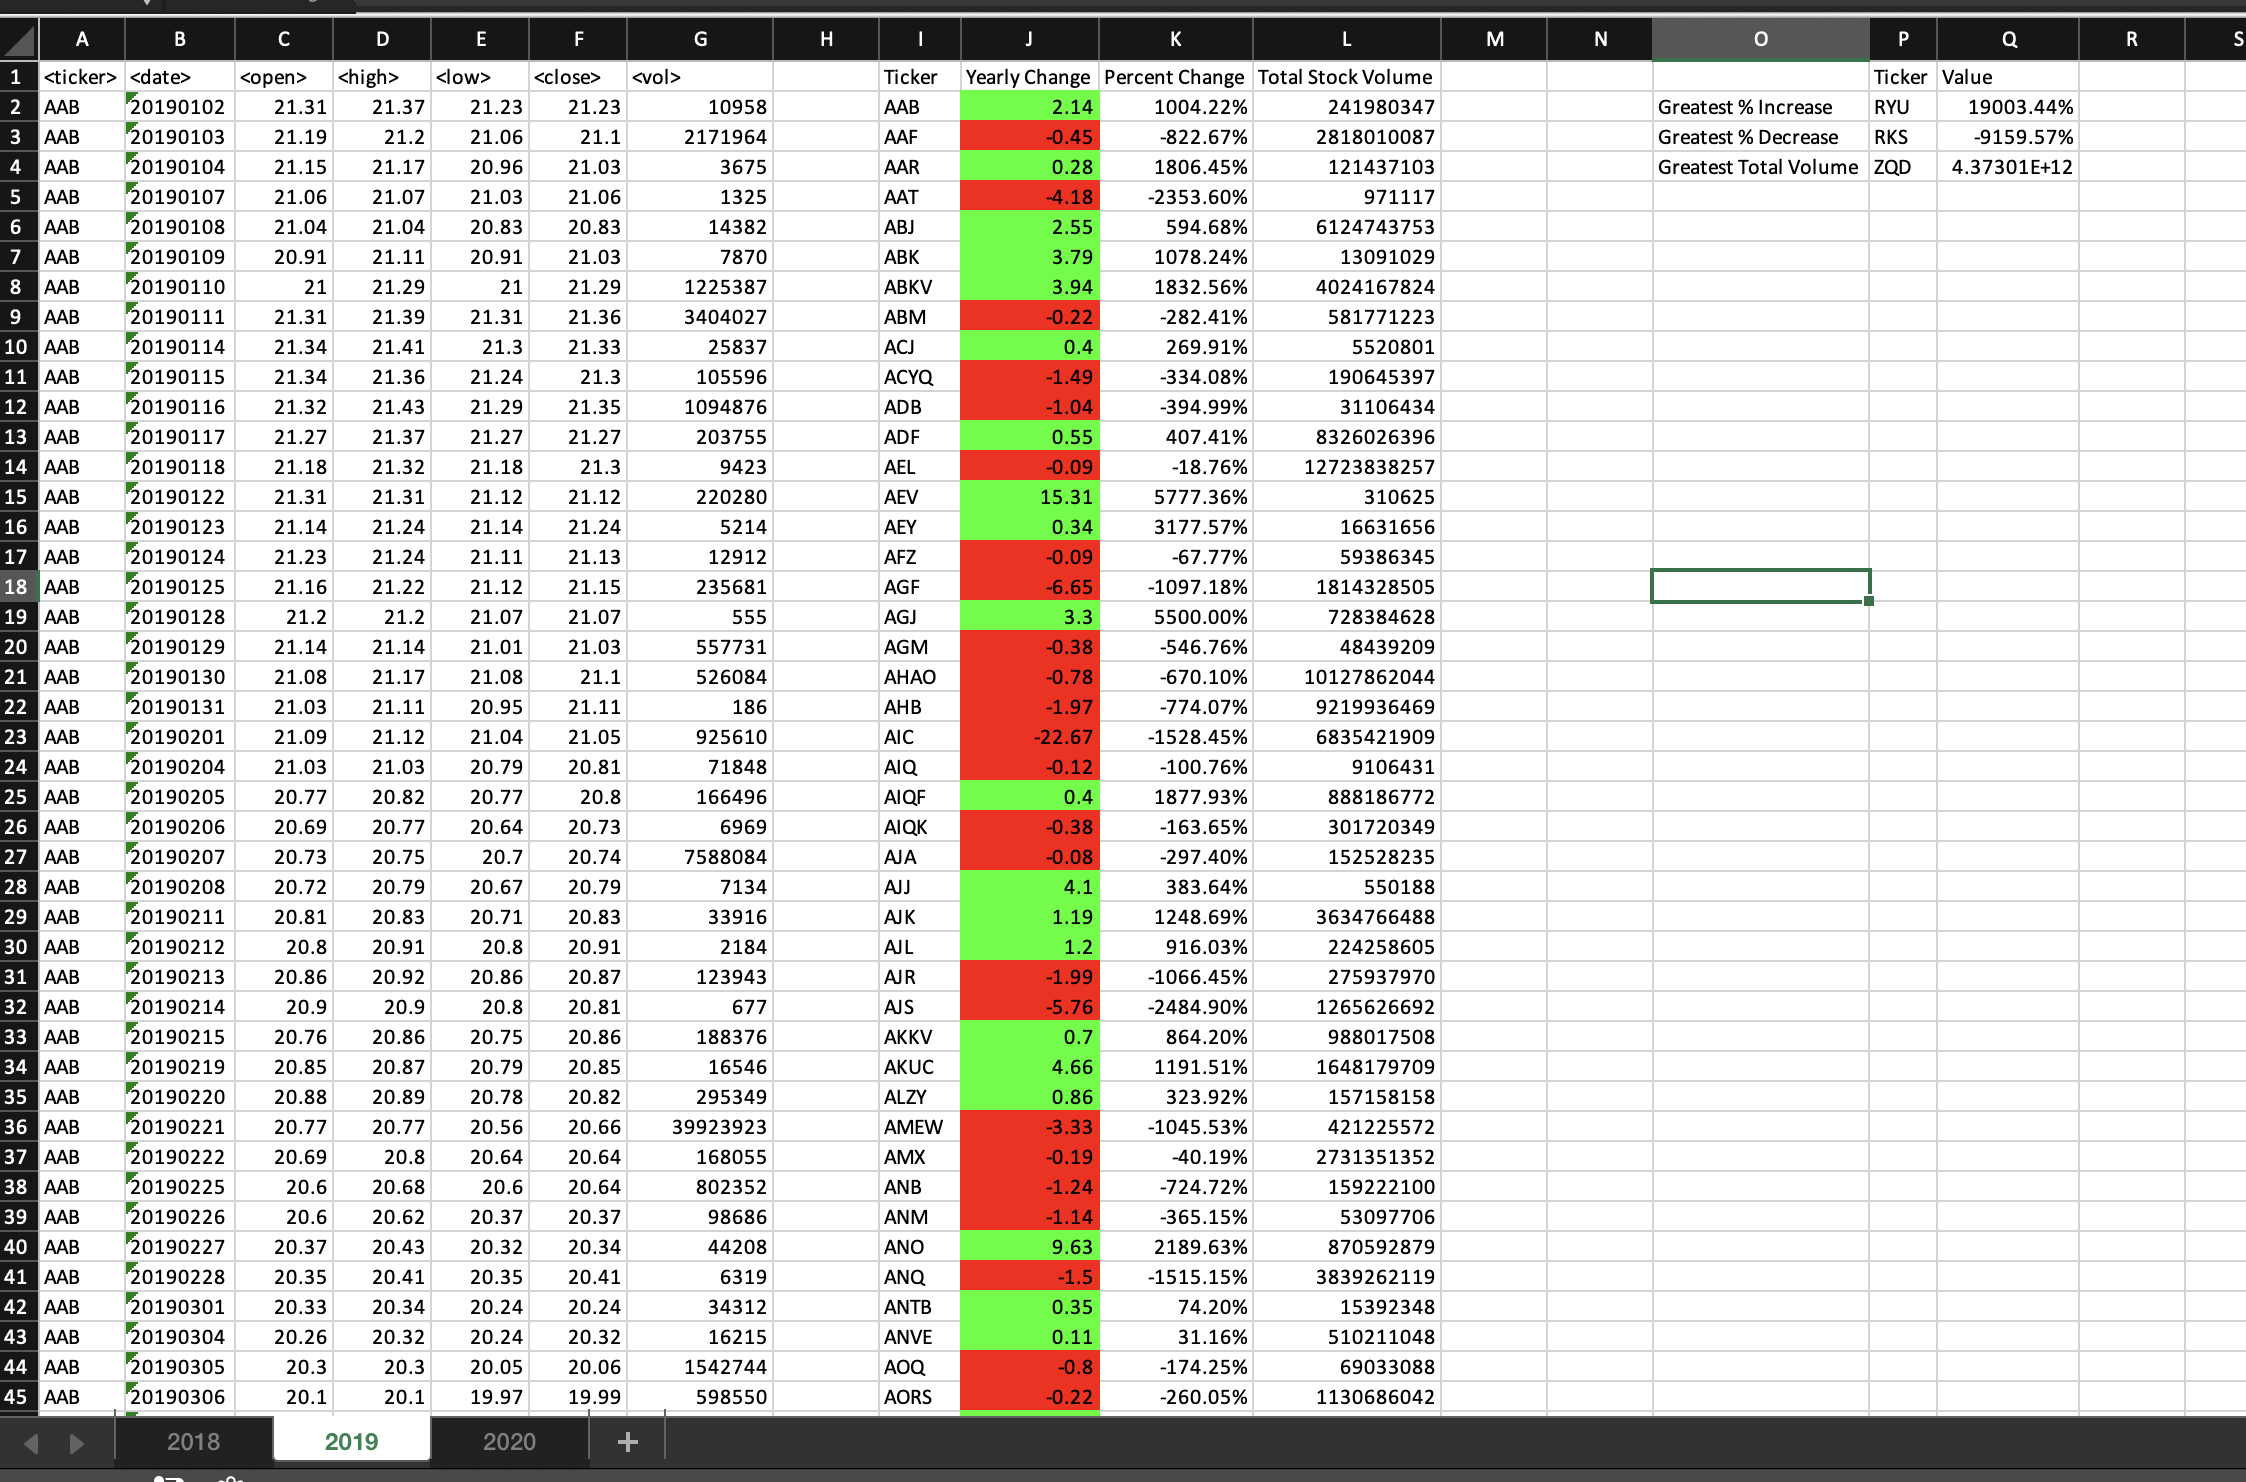 A B C D E F G H I J K L M N O P Q R S
1 <ticker> <date> <open> <high> <low> <close> <vol> Ticker Yearly Change Percent Change Total Stock Volume Ticker Value
2 AAB 20190102 21.31 21.37 21.23 21.23 10958 AAB 2.14 1004.22% 241980347 Greatest % Increase RYU 19003.44%
3 AAB 20190103 21.19 21.2 21.06 21.1 2171964 AAF -0.45 -822.67% 2818010087 Greatest % Decrease RKS -9159.57%
4 AAB 20190104 21.15 21.17 20.96 21.03 3675 AAR 0.28 1806.45% 121437103 Greatest Total Volume ZQD 4.37301E+12
5 AAB 20190107 21.06 21.07 21.03 21.06 1325 AAT -4.18 -2353.60% 971117
6 AAB 20190108 21.04 21.04 20.83 20.83 14382 ABJ 2.55 594.68% 6124743753
7 AAB 20190109 20.91 21.11 20.91 21.03 7870 ABK 3.79 1078.24% 13091029
8 AAB 20190110 21 21.29 21 21.29 1225387 ABKV 3.94 1832.56% 4024167824
9 AAB 20190111 21.31 21.39 21.31 21.36 3404027 ABM -0.22 -282.41% 581771223
10 AAB 20190114 21.34 21.41 21.3 21.33 25837 ACJ 0.4 269.91% 5520801
11 AAB 20190115 21.34 21.36 21.24 21.3 105596 ACYQ -1.49 -334.08% 190645397
12 AAB 20190116 21.32 21.43 21.29 21.35 1094876 ADB -1.04 -394.99% 31106434
13 AAB 20190117 21.27 21.37 21.27 21.27 203755 ADF 0.55 407.41% 8326026396
14 AAB 20190118 21.18 21.32 21.18 21.3 9423 AEL -0.09 -18.76% 12723838257
15 AAB 20190122 21.31 21.31 21.12 21.12 220280 AEV 15.31 5777.36% 310625
16 AAB 20190123 21.14 21.24 21.14 21.24 5214 AEY 0.34 3177.57% 16631656
17 AAB 20190124 21.23 21.24 21.11 21.13 12912 AFZ -0.09 -67.77% 59386345
18 AAB 20190125 21.16 21.22 21.12 21.15 235681 AGF -6.65 -1097.18% 1814328505
19 AAB 20190128 21.2 21.2 21.07 21.07 555 AGJ 3.3 5500.00% 728384628
20 AAB 20190129 21.14 21.14 21.01 21.03 557731 AGM -0.38 -546.76% 48439209
21 AAB 20190130 21.08 21.17 21.08 21.1 526084 AHAO -0.78 -670.10% 10127862044
22 AAB 20190131 21.03 21.11 20.95 21.11 186 AHB -1.97 -774.07% 9219936469
23 AAB 20190201 21.09 21.12 21.04 21.05 925610 AIC -22.67 -1528.45% 6835421909
24 AAB 20190204 21.03 21.03 20.79 20.81 71848 AIQ -0.12 -100.76% 9106431
25 AAB 20190205 20.77 20.82 20.77 20.8 166496 AIQF 0.4 1877.93% 888186772
26 AAB 20190206 20.69 20.77 20.64 20.73 6969 AIQK -0.38 -163.65% 301720349
27 AAB 20190207 20.73 20.75 20.7 20.74 7588084 AJA -0.08 -297.40% 152528235
28 AAB 20190208 20.72 20.79 20.67 20.79 7134 AJJ 4.1 383.64% 550188
29 AAB 20190211 20.81 20.83 20.71 20.83 33916 AJK 1.19 1248.69% 3634766488
30 AAB 20190212 20.8 20.91 20.8 20.91 2184 AJL 1.2 916.03% 224258605
31 AAB 20190213 20.86 20.92 20.86 20.87 123943 AJR -1.99 -1066.45% 275937970
32 AAB 20190214 20.9 20.9 20.8 20.81 677 AJS -5.76 -2484.90% 1265626692
33 AAB 20190215 20.76 20.86 20.75 20.86 188376 AKKV 0.7 864.20% 988017508
34 AAB 20190219 20.85 20.87 20.79 20.85 16546 AKUC 4.66 1191.51% 1648179709
35 AAB 20190220 20.88 20.89 20.78 20.82 295349 ALZY 0.86 323.92% 157158158
36 AAB 20190221 20.77 20.77 20.56 20.66 39923923 AMEW -3.33 -1045.53% 421225572
37 AAB 20190222 20.69 20.8 20.64 20.64 168055 AMX -0.19 -40.19% 2731351352
38 AAB 20190225 20.6 20.68 20.6 20.64 802352 ANB -1.24 -724.72% 159222100
39 AAB 20190226 20.6 20.62 20.37 20.37 98686 ANM -1.14 -365.15% 53097706
40 AAB 20190227 20.37 20.43 20.32 20.34 44208 ANO 9.63 2189.63% 870592879
41 AAB 20190228 20.35 20.41 20.35 20.41 6319 ANQ -1.5 -1515.15% 3839262119
42 AAB 20190301 20.33 20.34 20.24 20.24 34312 ANTB 0.35 74.20% 15392348
43 AAB 20190304 20.26 20.32 20.24 20.32 16215 ANVE 0.11 31.16% 510211048
44 AAB 20190305 20.3 20.3 20.05 20.06 1542744 AOQ -0.8 -174.25% 69033088
45 AAB 20190306 20.1 20.1 19.97 19.99 598550 AORS -0.22 -260.05% 1130686042
2018 2019 2020 +